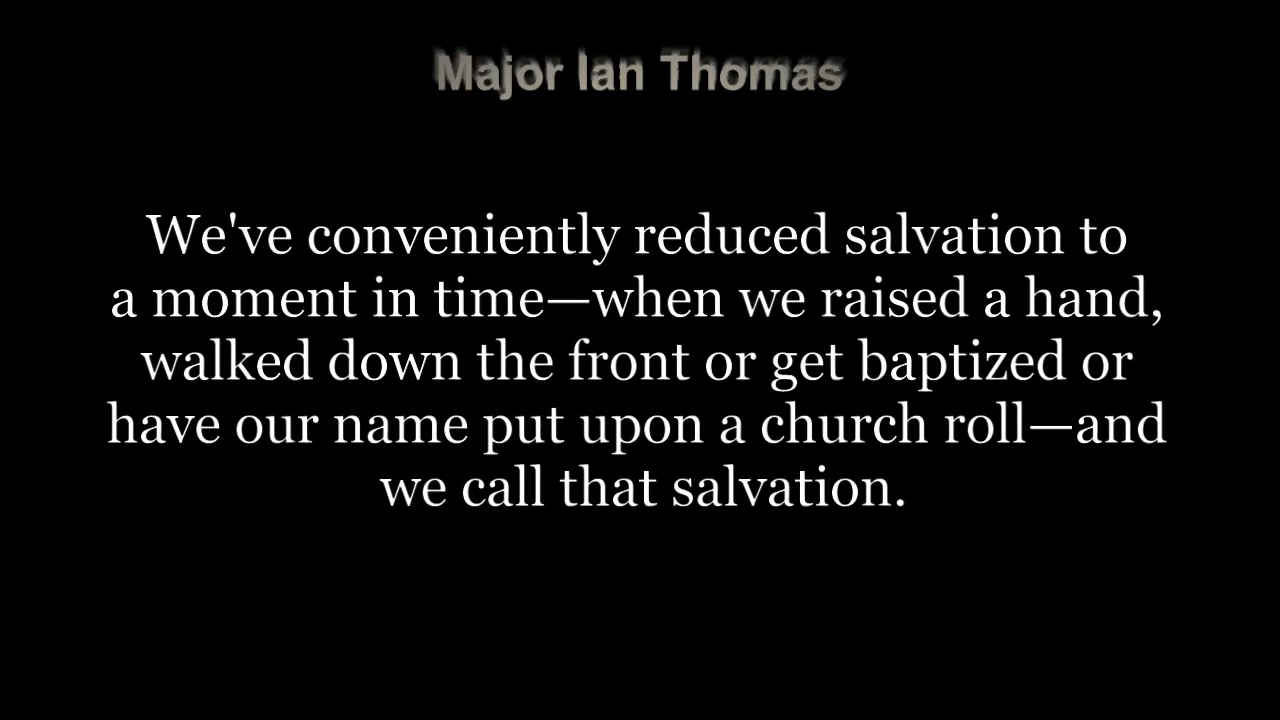 Major Ian Thomas
We've conveniently reduced salvation to
a moment in time—when we raised a hand,
walked down the front or get baptized or
have our name put upon a church roll—and
we call that salvation.